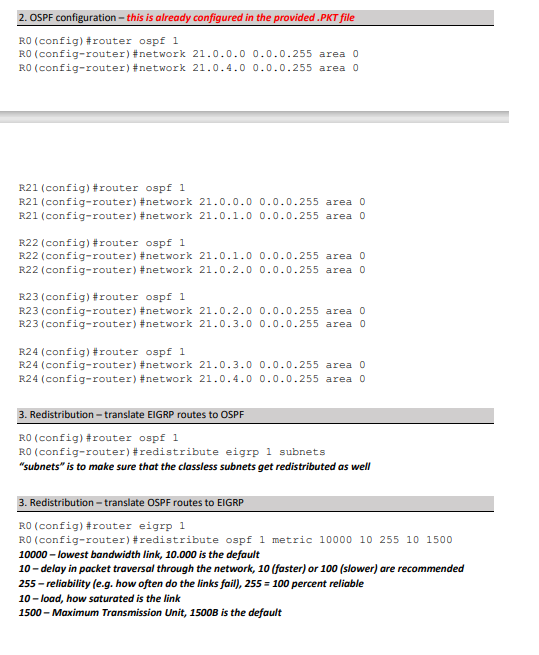 2. OSPF configuration – this is already configured in the provided .PKT file
R0(config)#router ospf 1
R0(config-router)#network 21.0.0.0 0.0.0.255 area 0
R0(config-router)#network 21.0.4.0 0.0.0.255 area 0
R21(config)#router ospf 1
R21(config-router)#network 21.0.0.0 0.0.0.255 area 0
R21(config-router)#network 21.0.1.0 0.0.0.255 area 0
R22(config)#router ospf 1
R22(config-router)#network 21.0.1.0 0.0.0.255 area 0
R22(config-router)#network 21.0.2.0 0.0.0.255 area 0
R23(config)#router ospf 1
R23(config-router)#network 21.0.2.0 0.0.0.255 area 0
R23(config-router)#network 21.0.3.0 0.0.0.255 area 0
R24(config)#router ospf 1
R24(config-router)#network 21.0.3.0 0.0.0.255 area 0
R24(config-router)#network 21.0.4.0 0.0.0.255 area 0
3. Redistribution – translate EIGRP routes to OSPF
R0(config)#router ospf 1
R0(config-router)#redistribute eigrp 1 subnets
“subnets” is to make sure that the classless subnets get redistributed as well
3. Redistribution – translate OSPF routes to EIGRP
R0(config)#router eigrp 1
R0(config-router)#redistribute ospf 1 metric 10000 10 255 10 1500
10000 – lowest bandwidth link, 10.000 is the default
10 – delay in packet traversal through the network, 10 (faster) or 100 (slower) are recommended
255 – reliability (e.g. how often do the links fail), 255 = 100 percent reliable
10 – load, how saturated is the link
1500 – Maximum Transmission Unit, 1500B is the default